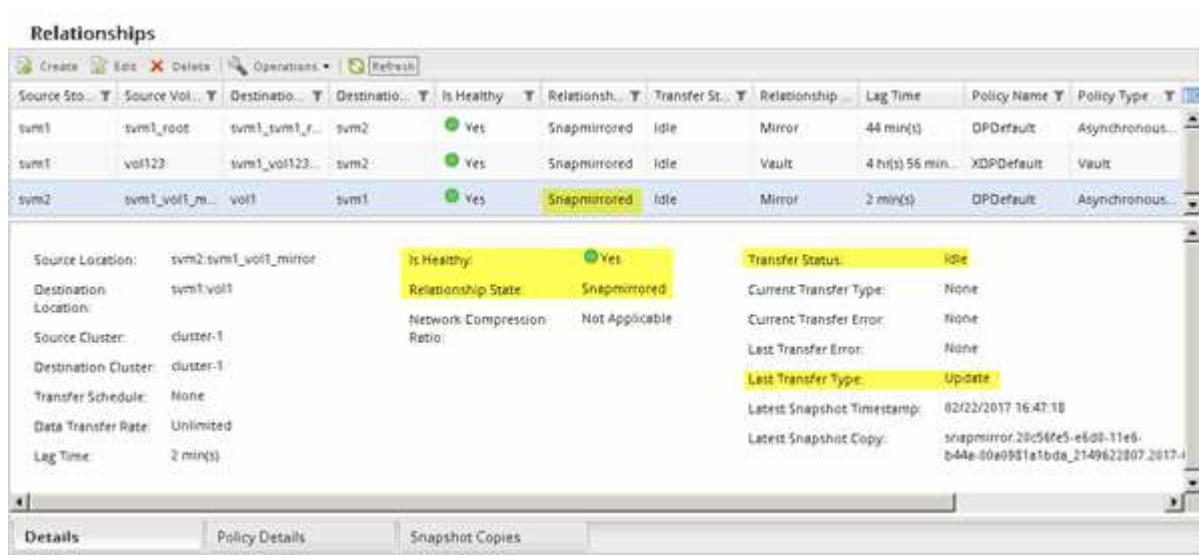 Relationships
Create Edit Delete Operations Refresh
Source Sto... Source Vol... Destinatio... Destinatio... Is Healthy Relationsh... Transfer St... Relationship ... Lag Time Policy Name Policy Type
svm1 svm1_root svm1_svm1_r... svm2 Yes Snapmirrored Idle Mirror 44 min(s) DPDefault Asynchronous...
svm1 vol123 svm1_vol123... svm2 Yes Snapmirrored Idle Vault 4 hr(s) 56 min... XDPDefault Vault
svm2 svm1_vol1_m... vol1 svm1 Yes Snapmirrored Idle Mirror 2 min(s) DPDefault Asynchronous...
Source Location: svm2:svm1_vol1_mirror Is Healthy: Yes Transfer Status: Idle
Destination Location: svm1:vol1 Relationship State: Snapmirrored Current Transfer Type: None
Source Cluster: cluster-1 Network Compression Ratio: Not Applicable Current Transfer Error: None
Destination Cluster: cluster-1 Last Transfer Error: None
Transfer Schedule: None Last Transfer Type: Update
Data Transfer Rate: Unlimited Latest Snapshot Timestamp: 02/22/2017 16:47:18
Lag Time: 2 min(s) Latest Snapshot Copy: snapmirror.20c56fe5-e6d0-11e6-
b44e-00a0981a1bda_2149622807.2017-
Details Policy Details Snapshot Copies